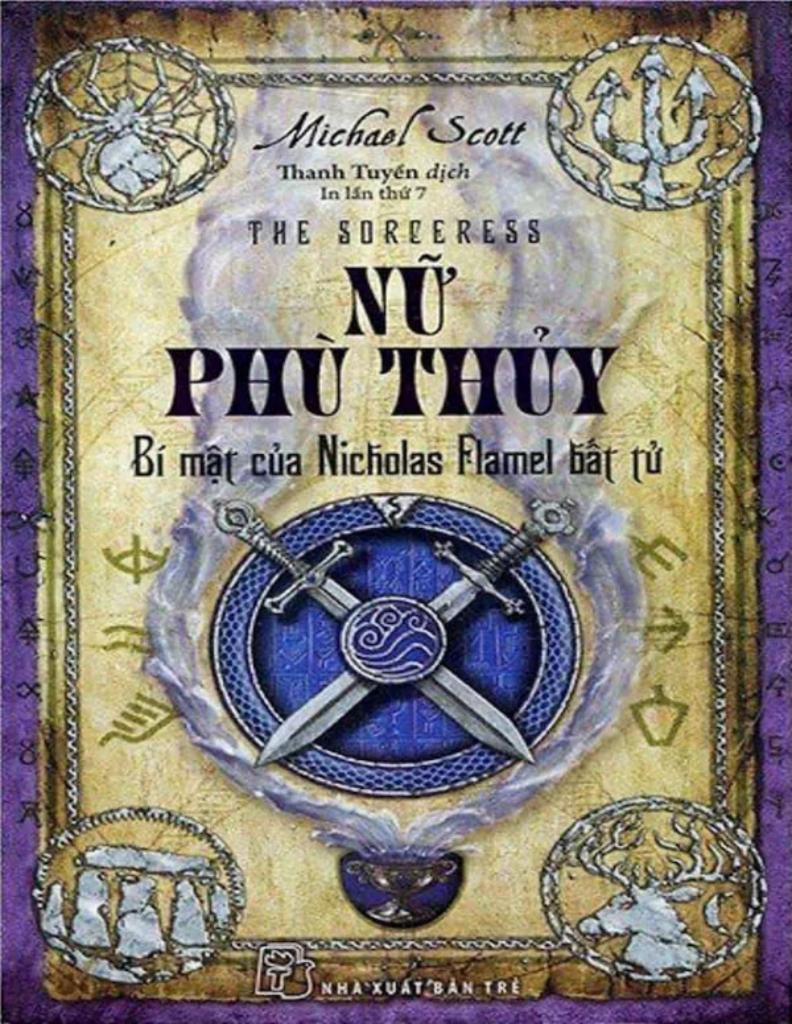 Michael Scott
Thanh Tuyền dịch
In lần thứ 7
THE SORCERESS
NỮ
PHÙ THỦY
Bí mật của Nicholas Flamel bất tử
NHÀ XUẤT BẢN TRẺ